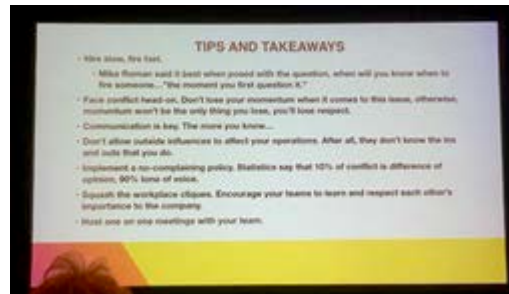 TIPS AND TAKEAWAYS
• Hire slow, fire fast.
• Mike Roman said it best when posed with the question, when will you know when to
fire someone..."the moment you first question it."
• Face conflict head-on. Don't lose your momentum when it comes to this issue, otherwise,
momentum won't be the only thing you lose, you'll lose respect.
• Communication is key. The more you know...
• Don't allow outside influences to affect your operations. After all, they don't know the ins
and outs that you do.
• Implement a no-complaining policy. Statistics say that 10% of conflict is difference of
opinion, 90% tone of voice.
• Squash the workplace cliques. Encourage your teams to learn and respect each other's
importance to the company.
• Host one on one meetings with your team.